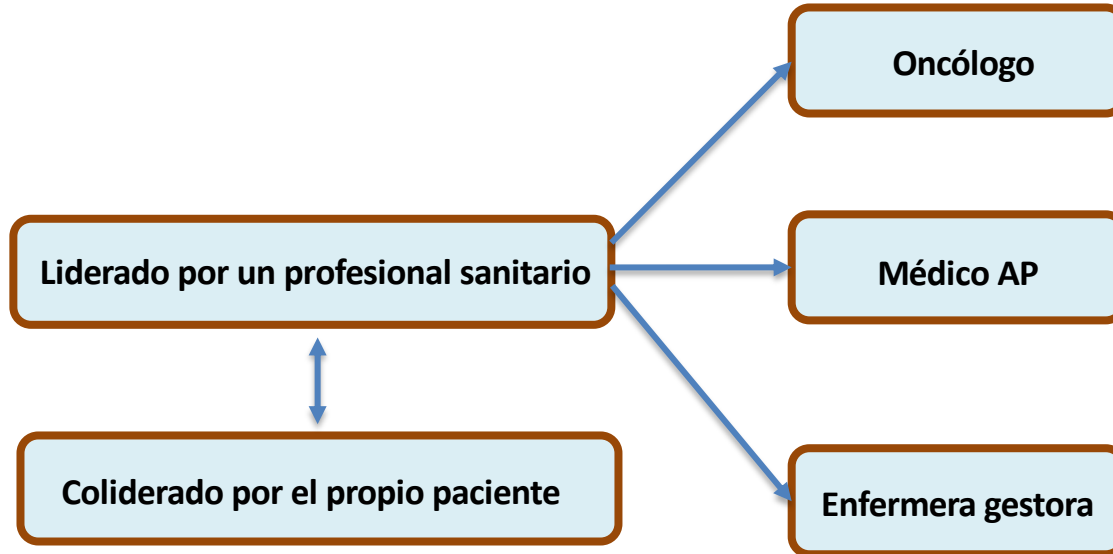 Oncólogo
Liderado por un profesional sanitario
Médico AP
Coliderado por el propio paciente
Enfermera gestora